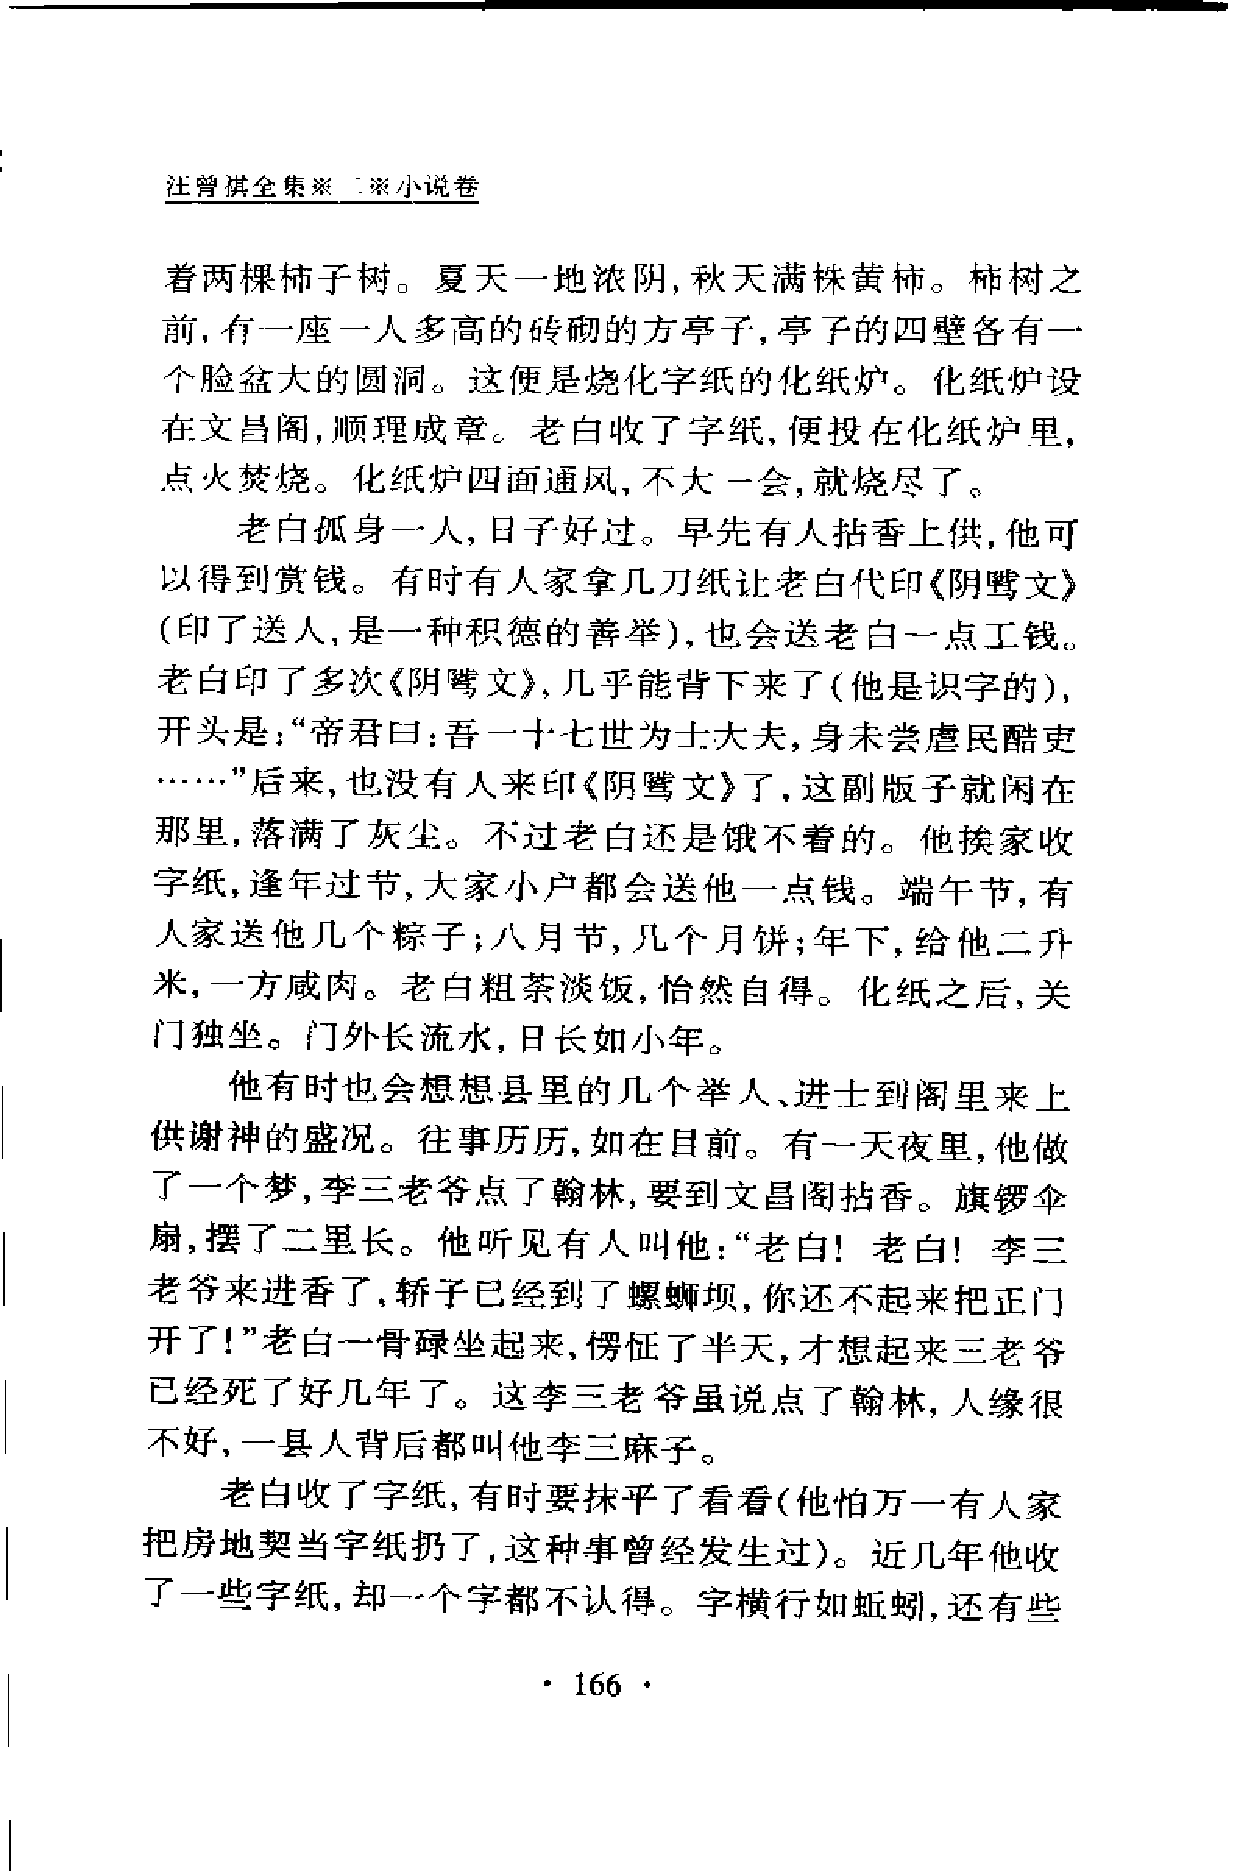 汪曾祺全集※二※小说卷
着两棵柿子树。夏天一地浓阴,秋天满株黄柿。柿树之
前,有一座一人多高的砖砌的方亭子,亭子的四壁各有一
个脸盆大的圆洞。这便是烧化字纸的化纸炉。化纸炉设
在文昌阁,顺理成章。老白收了字纸,便投在化纸炉里,
点火焚烧。化纸炉四面通风,不大一会,就烧尽了。
老白孤身一人,日子好过。早先有人拈香上供,他可
以得到赏钱。有时有人家拿几刀纸让老白代印《阴骘文》
(印了送人,是一种积德的善举),也会送老白一点工钱。
老白印了多次《阴骘文》,几乎能背下来了(他是识字的),
开头是:“帝君曰:吾一十七世为士大夫,身未尝虐民酷吏
……”后来,也没有人来印《阴骘文》了,这副版子就闲在
那里,落满了灰尘。不过老白还是饿不着的。他挨家收
字纸,逢年过节,大家小户都会送他一点钱。端午节,有
人家送他几个粽子;八月节,几个月饼;年下,给他二升
米,一方咸肉。老白粗茶淡饭,怡然自得。化纸之后,关
门独坐。门外长流水,日长如小年。
他有时也会想想县里的几个举人、进士到阁里来上
供谢神的盛况。往事历历,如在目前。有一天夜里,他做
了一个梦,李三老爷点了翰林,要到文昌阁拈香。旗锣伞
扇,摆了二里长。他听见有人叫他:“老白!老白!李三
老爷来进香了,轿子已经到了螺蛳坝,你还不起来把正门
开了!”老白一骨碌坐起来,愣怔了半天,才想起来三老爷
已经死了好几年了。这李三老爷虽说点了翰林,人缘很
不好,一县人背后都叫他李三麻子。
老白收了字纸,有时要抹平了看看(他怕万一有人家
把房地契当字纸扔了,这种事曾经发生过)。近几年他收
了一些字纸,却一个字都不认得。字横行如蚯蚓,还有些
· 166 ·